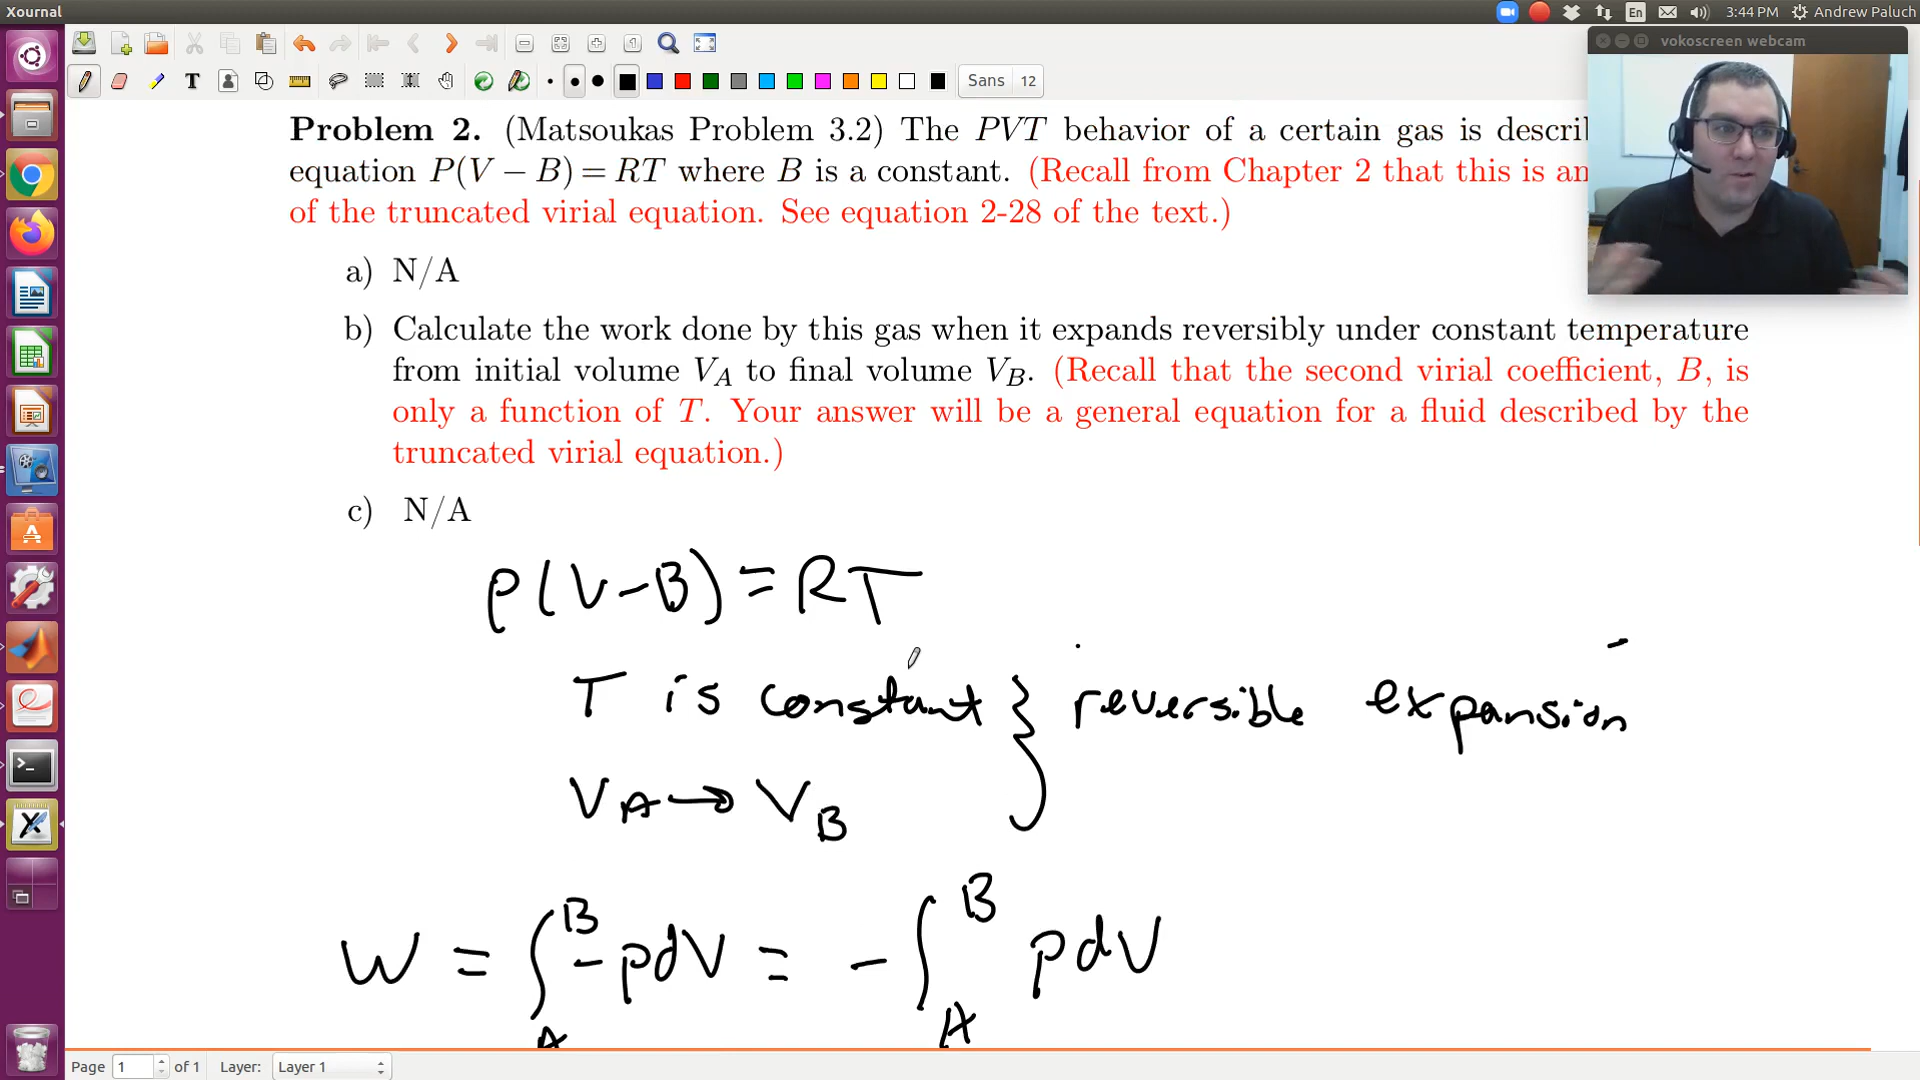 Xournal
En
3:44 PM
Andrew Paluch
vokoscreen webcam
T
1
Sans 12
Problem 2. (Matsoukas Problem 3.2) The PVT behavior of a certain gas is descri
equation P(V − B) = RT where B is a constant. (Recall from Chapter 2 that this is an
of the truncated virial equation. See equation 2-28 of the text.)
a) N/A
b) Calculate the work done by this gas when it expands reversibly under constant temperature
from initial volume V_A to final volume V_B. (Recall that the second virial coefficient, B, is
only a function of T. Your answer will be a general equation for a fluid described by the
truncated virial equation.)
c) N/A
P(V−B) = RT
T is constant } reversible expansion
V_A → V_B
W = ∫_A^B −pdV = −∫_A^B pdV
Page 1 of 1 Layer: Layer 1